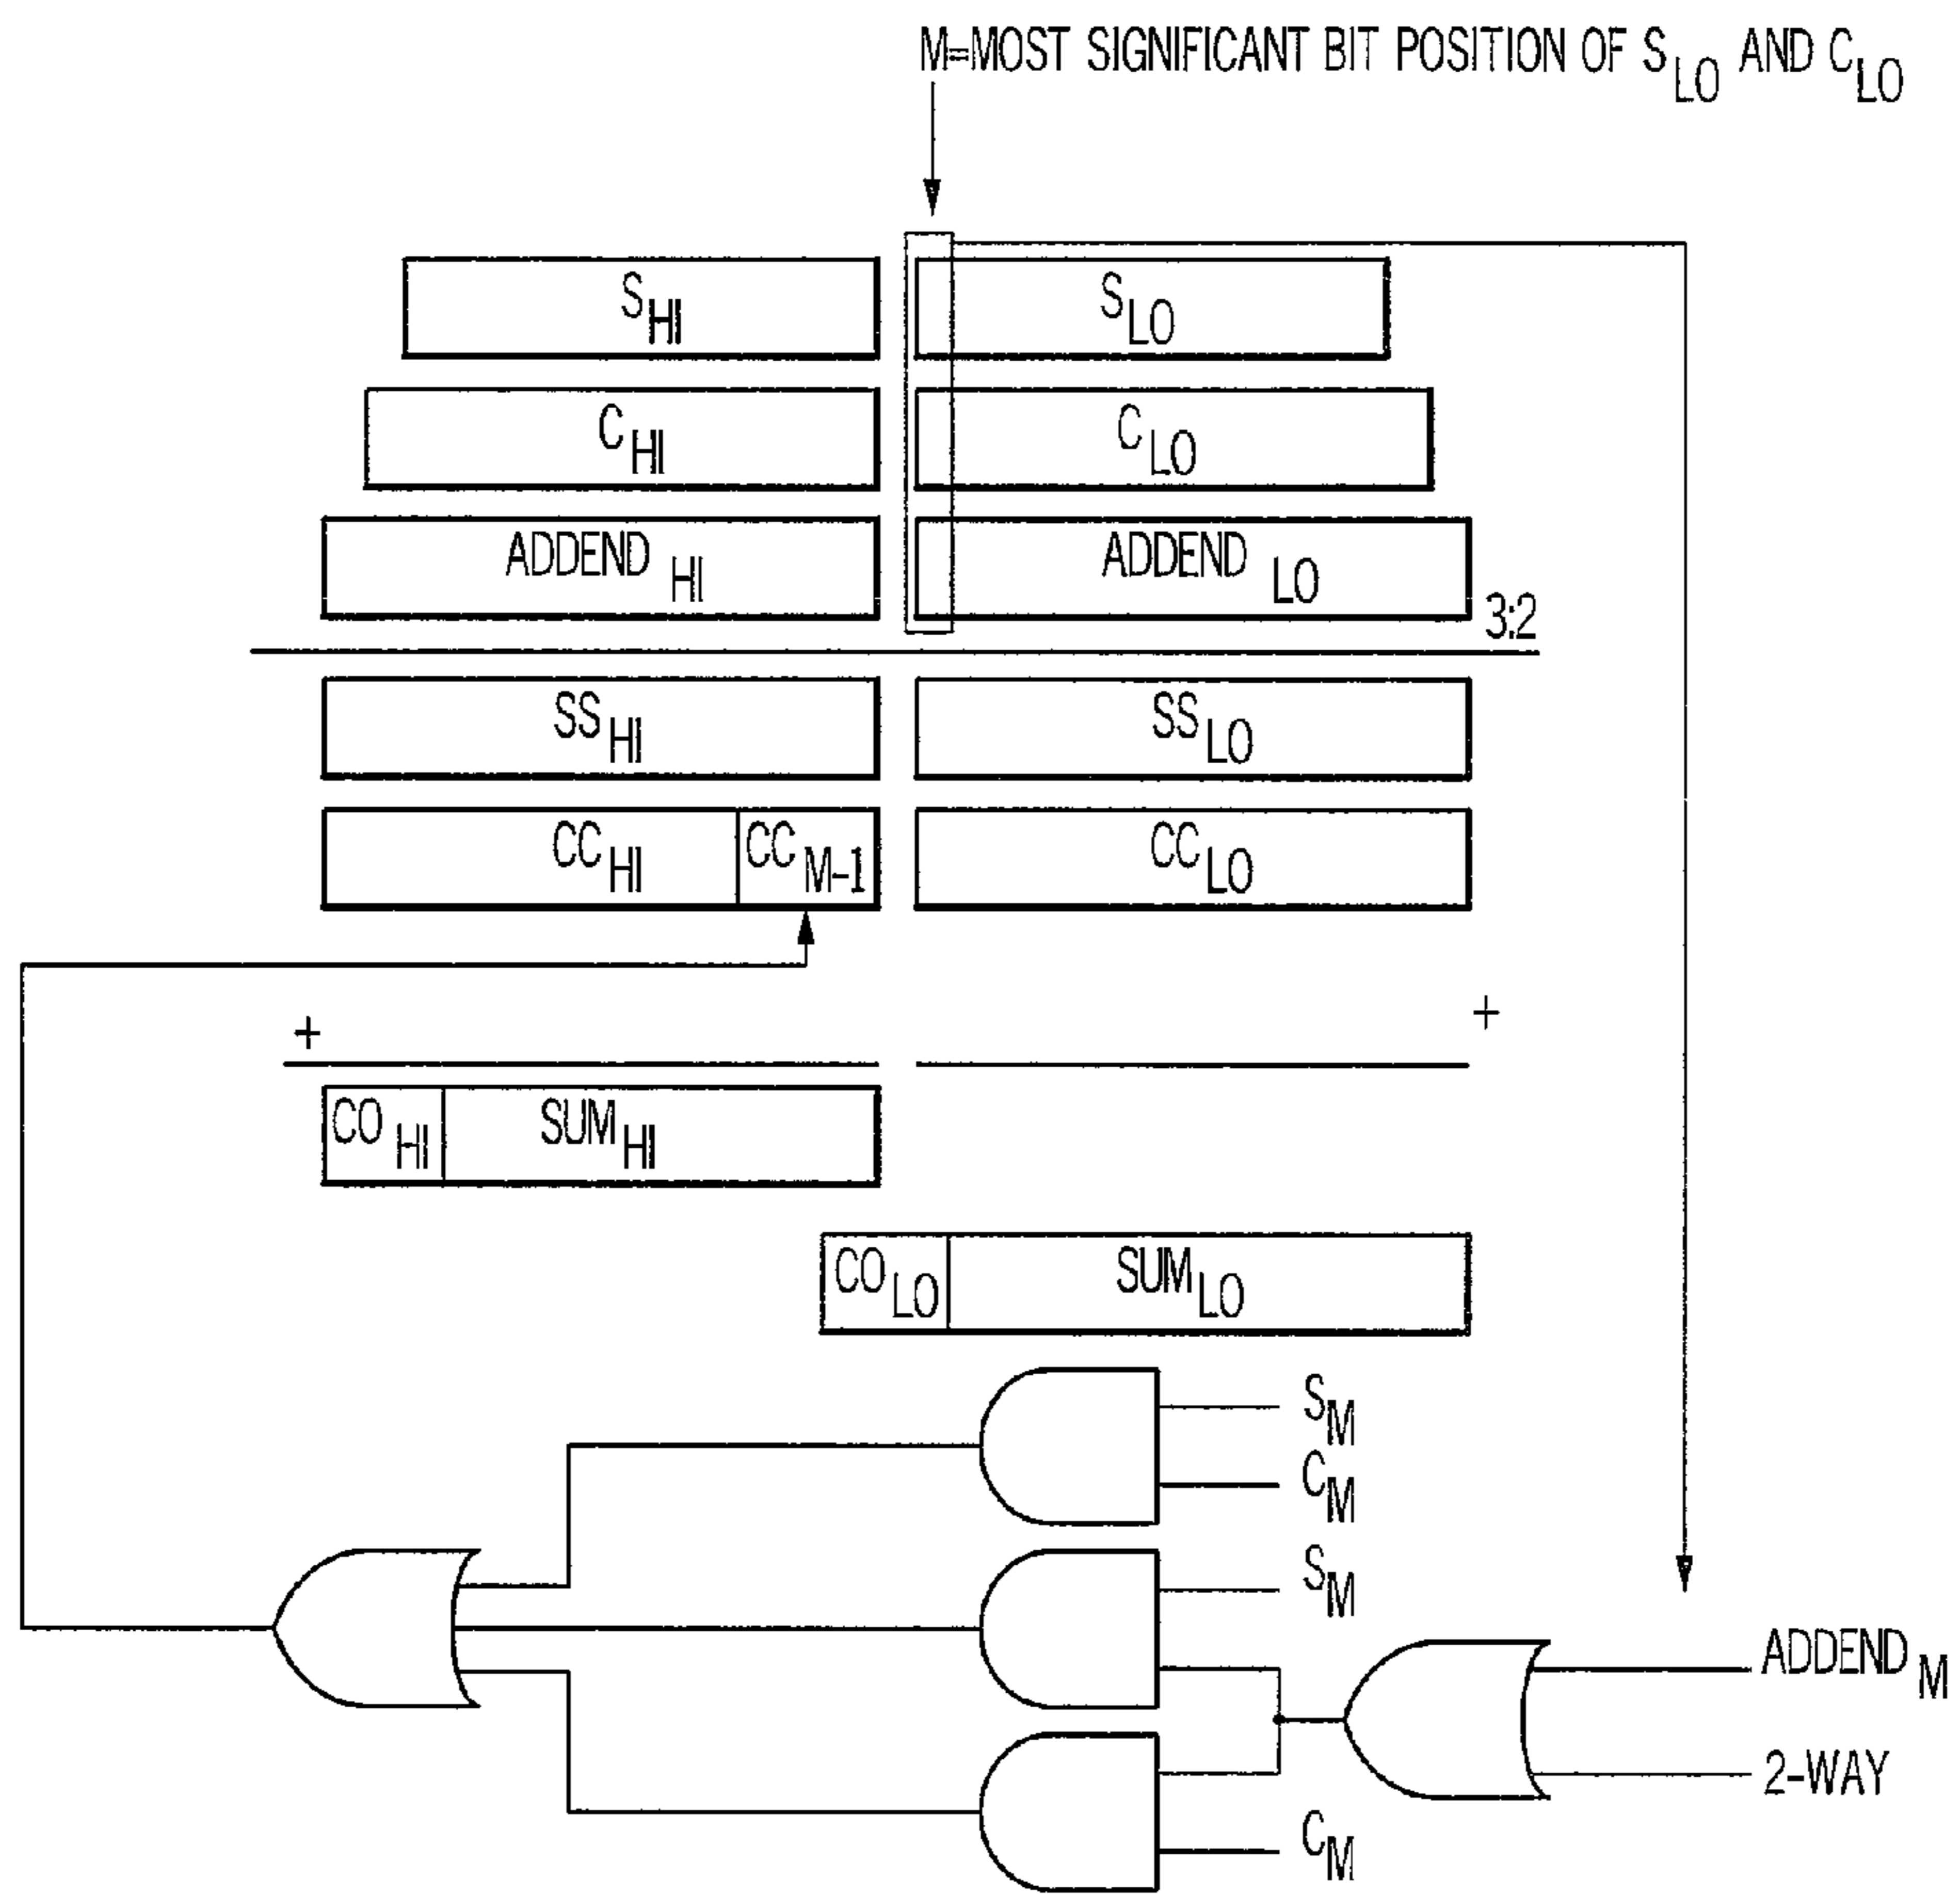 M=MOST SIGNIFICANT BIT POSITION OF S LO AND C LO
S HI S LO
C HI C LO
ADDEND HI ADDEND LO
3:2
SS HI SS LO
CC HI CC M-1 CC LO
+ +
CO HI SUM HI
CO LO SUM LO
S M
C M
S M
ADDEND M
2-WAY
C M